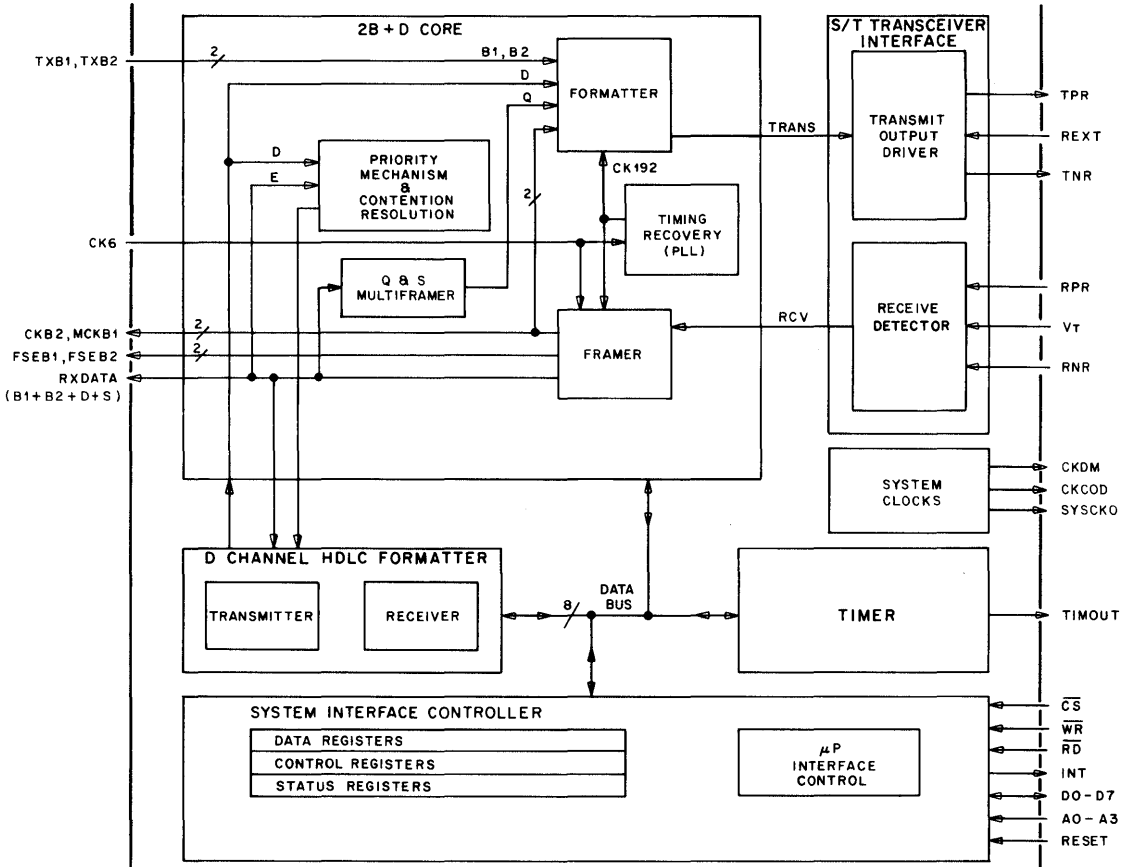 2B+D CORE
S/T TRANSCEIVER
INTERFACE
TXB1,TXB2
2
B1,B2
D
Q
FORMATTER
TRANS
TRANSMIT
OUTPUT
DRIVER
TPR
REXT
TNR
D
E
PRIORITY
MECHANISM
&
CONTENTION
RESOLUTION
2
CK192
TIMING
RECOVERY
(PLL)
CK6
Q & S
MULTIFRAMER
CKB2,MCKB1
2
FSEB1,FSEB2
2
RXDATA
(B1+B2+D+S)
FRAMER
RCV
RECEIVE
DETECTOR
RPR
VT
RNR
SYSTEM
CLOCKS
CKDM
CKCOD
SYSCKO
D CHANNEL HDLC FORMATTER
TRANSMITTER
RECEIVER
8
DATA
BUS
TIMER
TIMOUT
SYSTEM INTERFACE CONTROLLER
DATA REGISTERS
CONTROL REGISTERS
STATUS REGISTERS
µP
INTERFACE
CONTROL
C̅S̅
W̅R̅
R̅D̅
INT
D0-D7
A0-A3
RESET